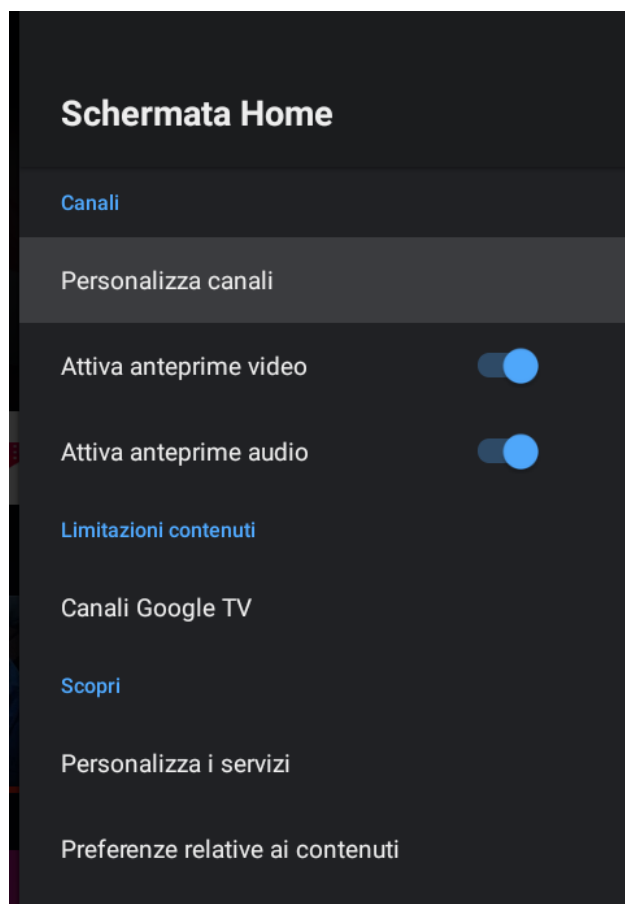 Schermata Home
Canali
Personalizza canali
Attiva anteprime video
Attiva anteprime audio
Limitazioni contenuti
Canali Google TV
Scopri
Personalizza i servizi
Preferenze relative ai contenuti